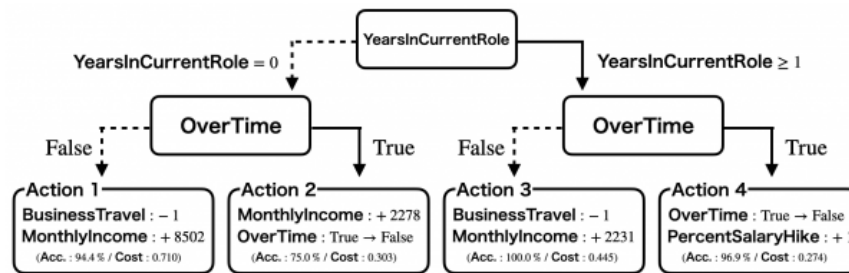 YearsInCurrentRole
YearsInCurrentRole = 0
YearsInCurrentRole ≥ 1
OverTime
OverTime
False
True
False
True
Action 1
BusinessTravel : − 1
MonthlyIncome : + 8502
(Acc. : 94.4 % / Cost : 0.710)
Action 2
MonthlyIncome : + 2278
OverTime : True → False
(Acc. : 75.0 % / Cost : 0.303)
Action 3
BusinessTravel : − 1
MonthlyIncome : + 2231
(Acc. : 100.0 % / Cost : 0.445)
Action 4
OverTime : True → False
PercentSalaryHike : +
(Acc. : 96.9 % / Cost : 0.274)